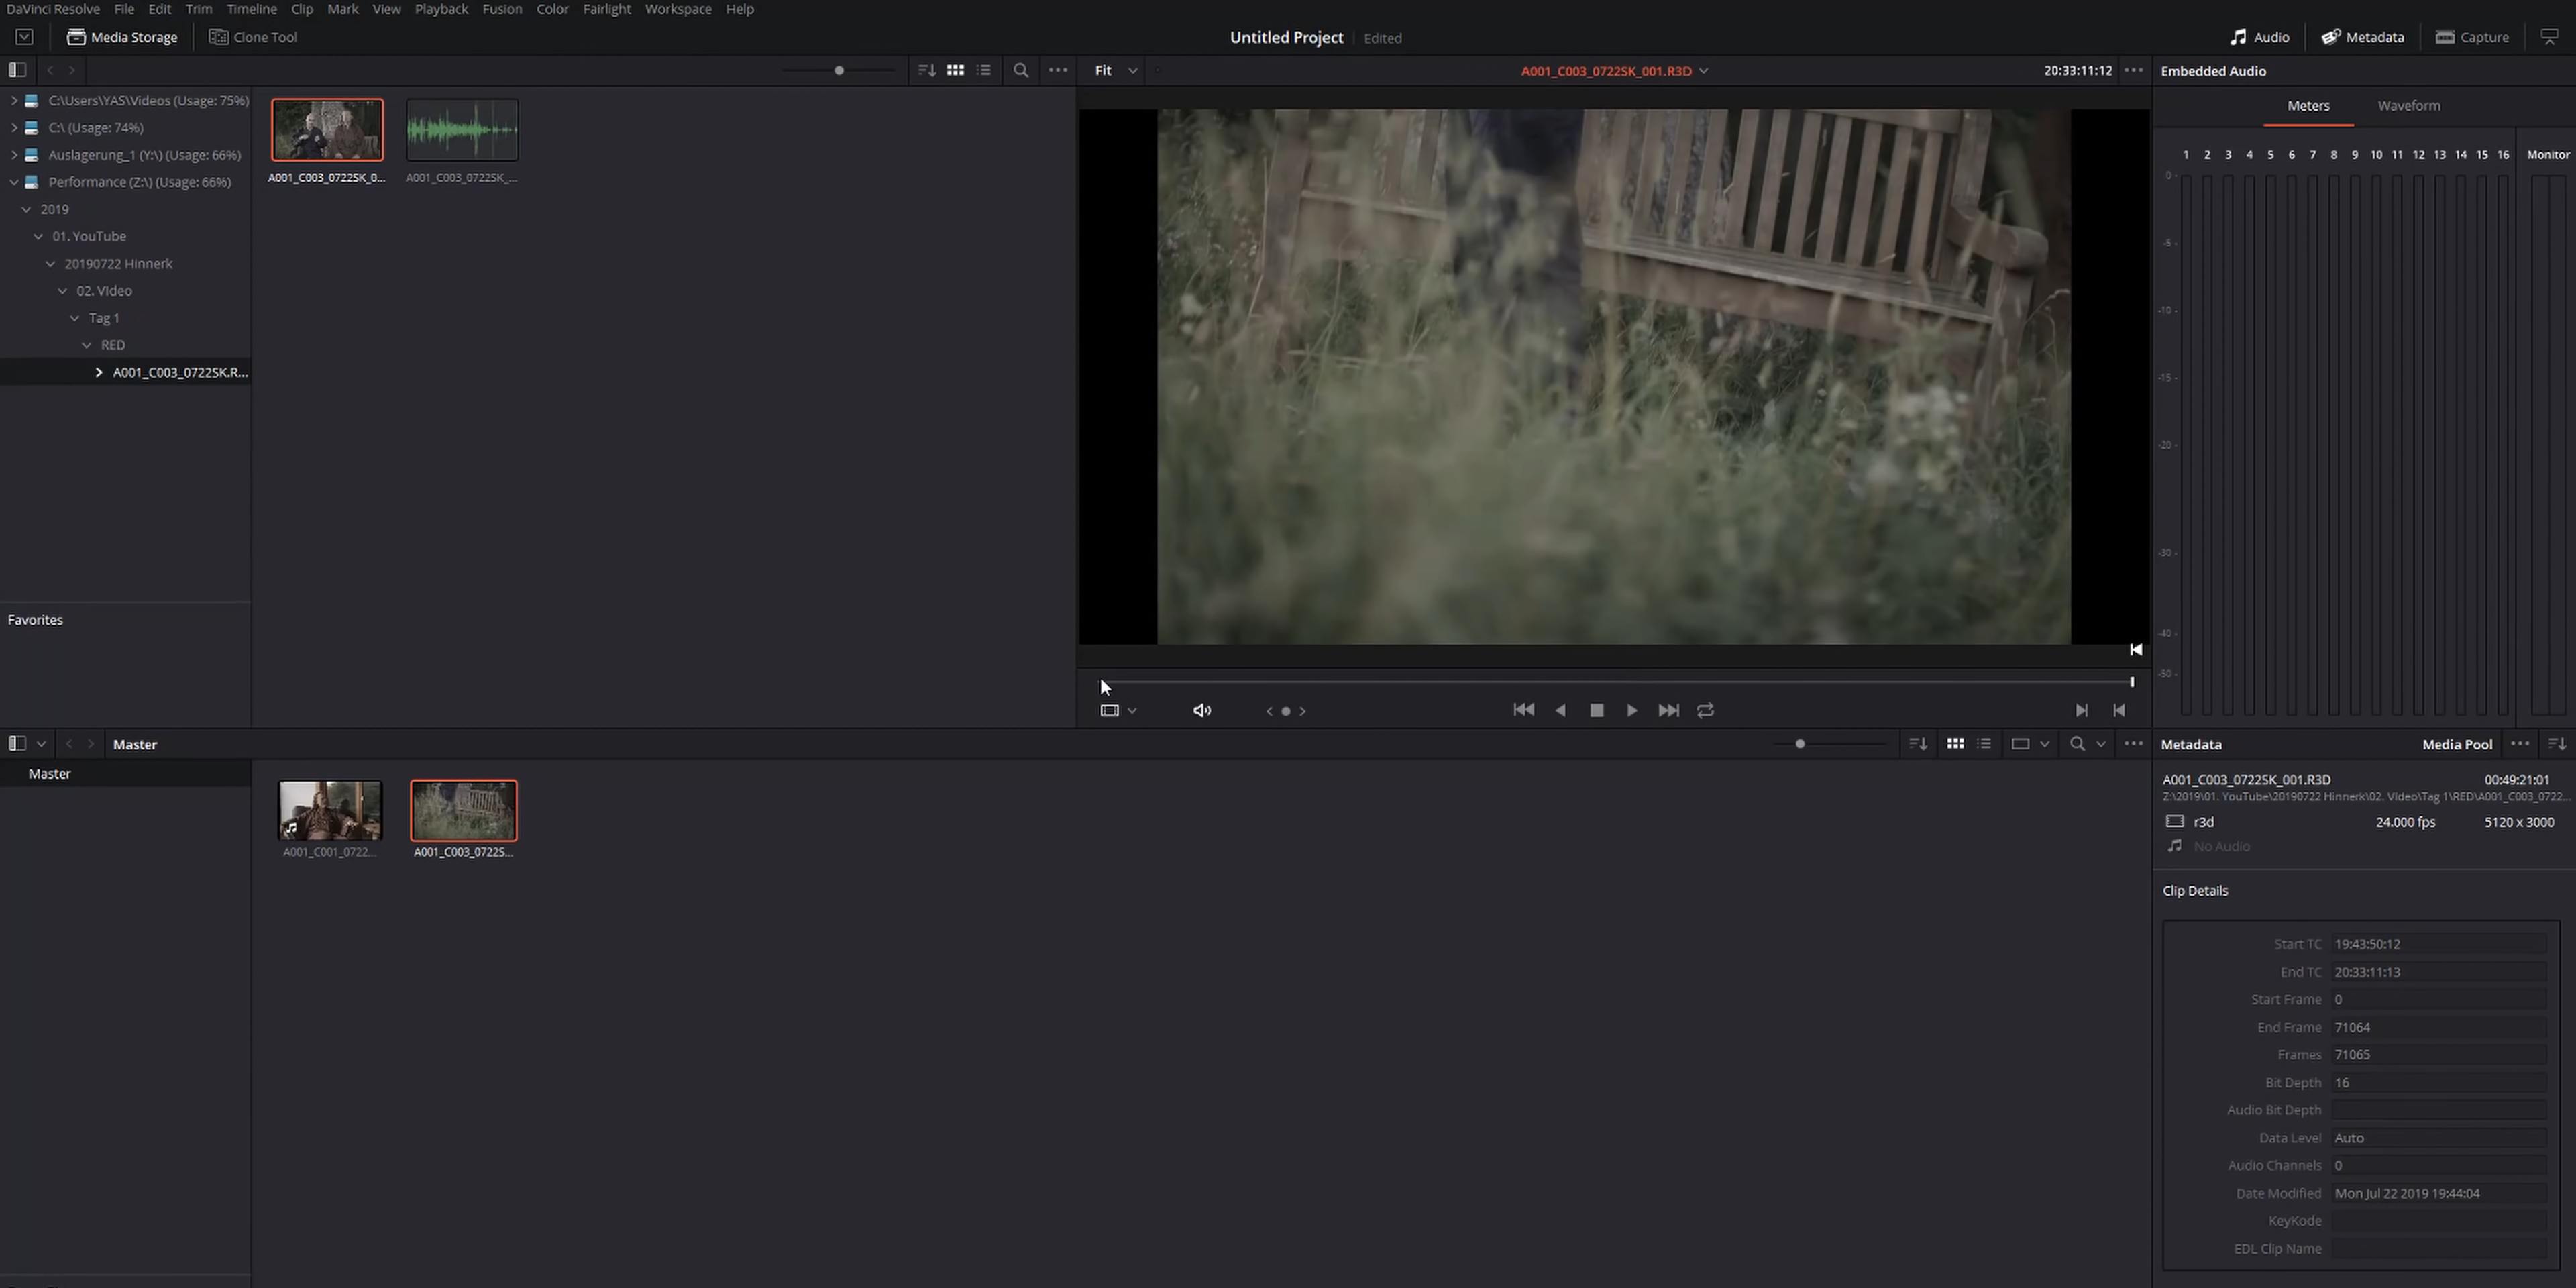 DaVinci Resolve File Edit Trim Timeline Clip Mark View Playback Fusion Color Fairlight Workspace Help
Media Storage Clone Tool Untitled Project Edited Audio Metadata Capture
Fit A001_C003_0722SK_001.R3D 20:33:11:12 Embedded Audio
C:\Users\YAS\Videos (Usage: 75%)
C:\ (Usage: 74%)
Auslagerung_1 (Y:\) (Usage: 66%)
Performance (Z:\) (Usage: 66%)
2019
01. YouTube
20190722 Hinnerk
02. VIdeo
Tag 1
RED
A001_C003_0722SK.R...
Favorites
A001_C003_0722SK_0... A001_C003_0722SK_...
Meters Waveform
1 2 3 4 5 6 7 8 9 10 11 12 13 14 15 16 Monitor
0
-5
-10
-15
-20
-30
-40
-50
Master
Master
A001_C001_0722... A001_C003_0722S...
Metadata Media Pool
A001_C003_0722SK_001.R3D 00:49:21:01
Z:\2019\01. YouTube\20190722 Hinnerk\02. VIdeo\Tag 1\RED\A001_C003_0722...
r3d 24.000 fps 5120 x 3000
No Audio
Clip Details
Start TC 19:43:50:12
End TC 20:33:11:13
Start Frame 0
End Frame 71064
Frames 71065
Bit Depth 16
Audio Bit Depth
Data Level Auto
Audio Channels 0
Date Modified Mon Jul 22 2019 19:44:04
KeyKode
EDL Clip Name